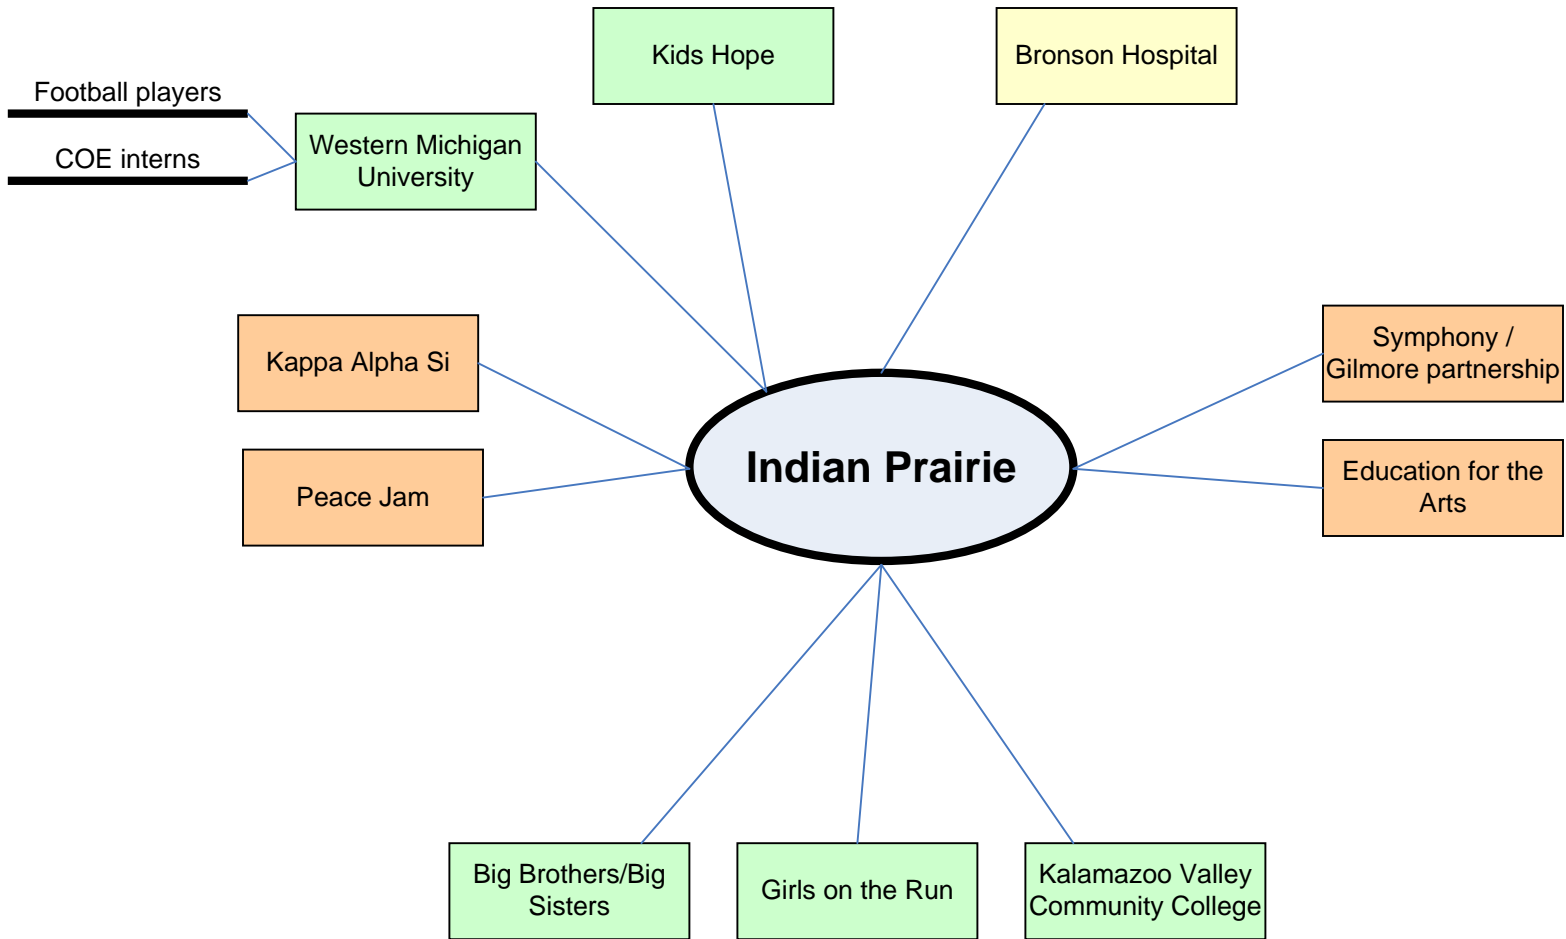 Kids Hope
Bronson Hospital
Football players
COE interns
Western Michigan
University
Kappa Alpha Si
Peace Jam
Indian Prairie
Symphony /
Gilmore partnership
Education for the
Arts
Big Brothers/Big
Sisters
Girls on the Run
Kalamazoo Valley
Community College